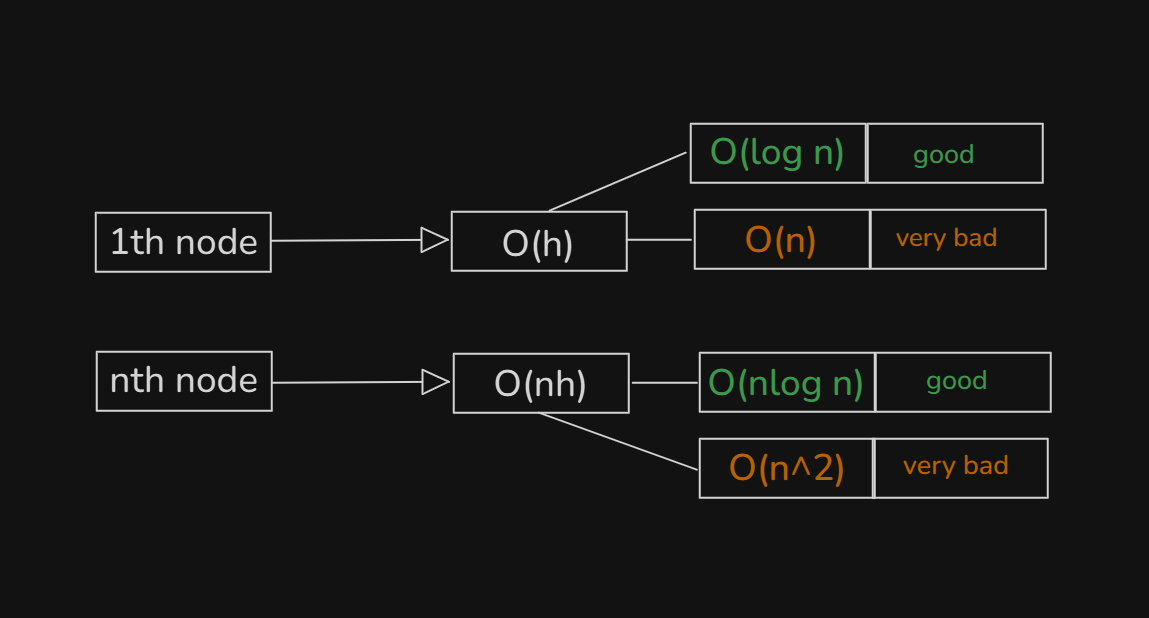 O(log n) good
1th node O(h) O(n) very bad
nth node O(nh) O(nlog n) good
O(n^2) very bad